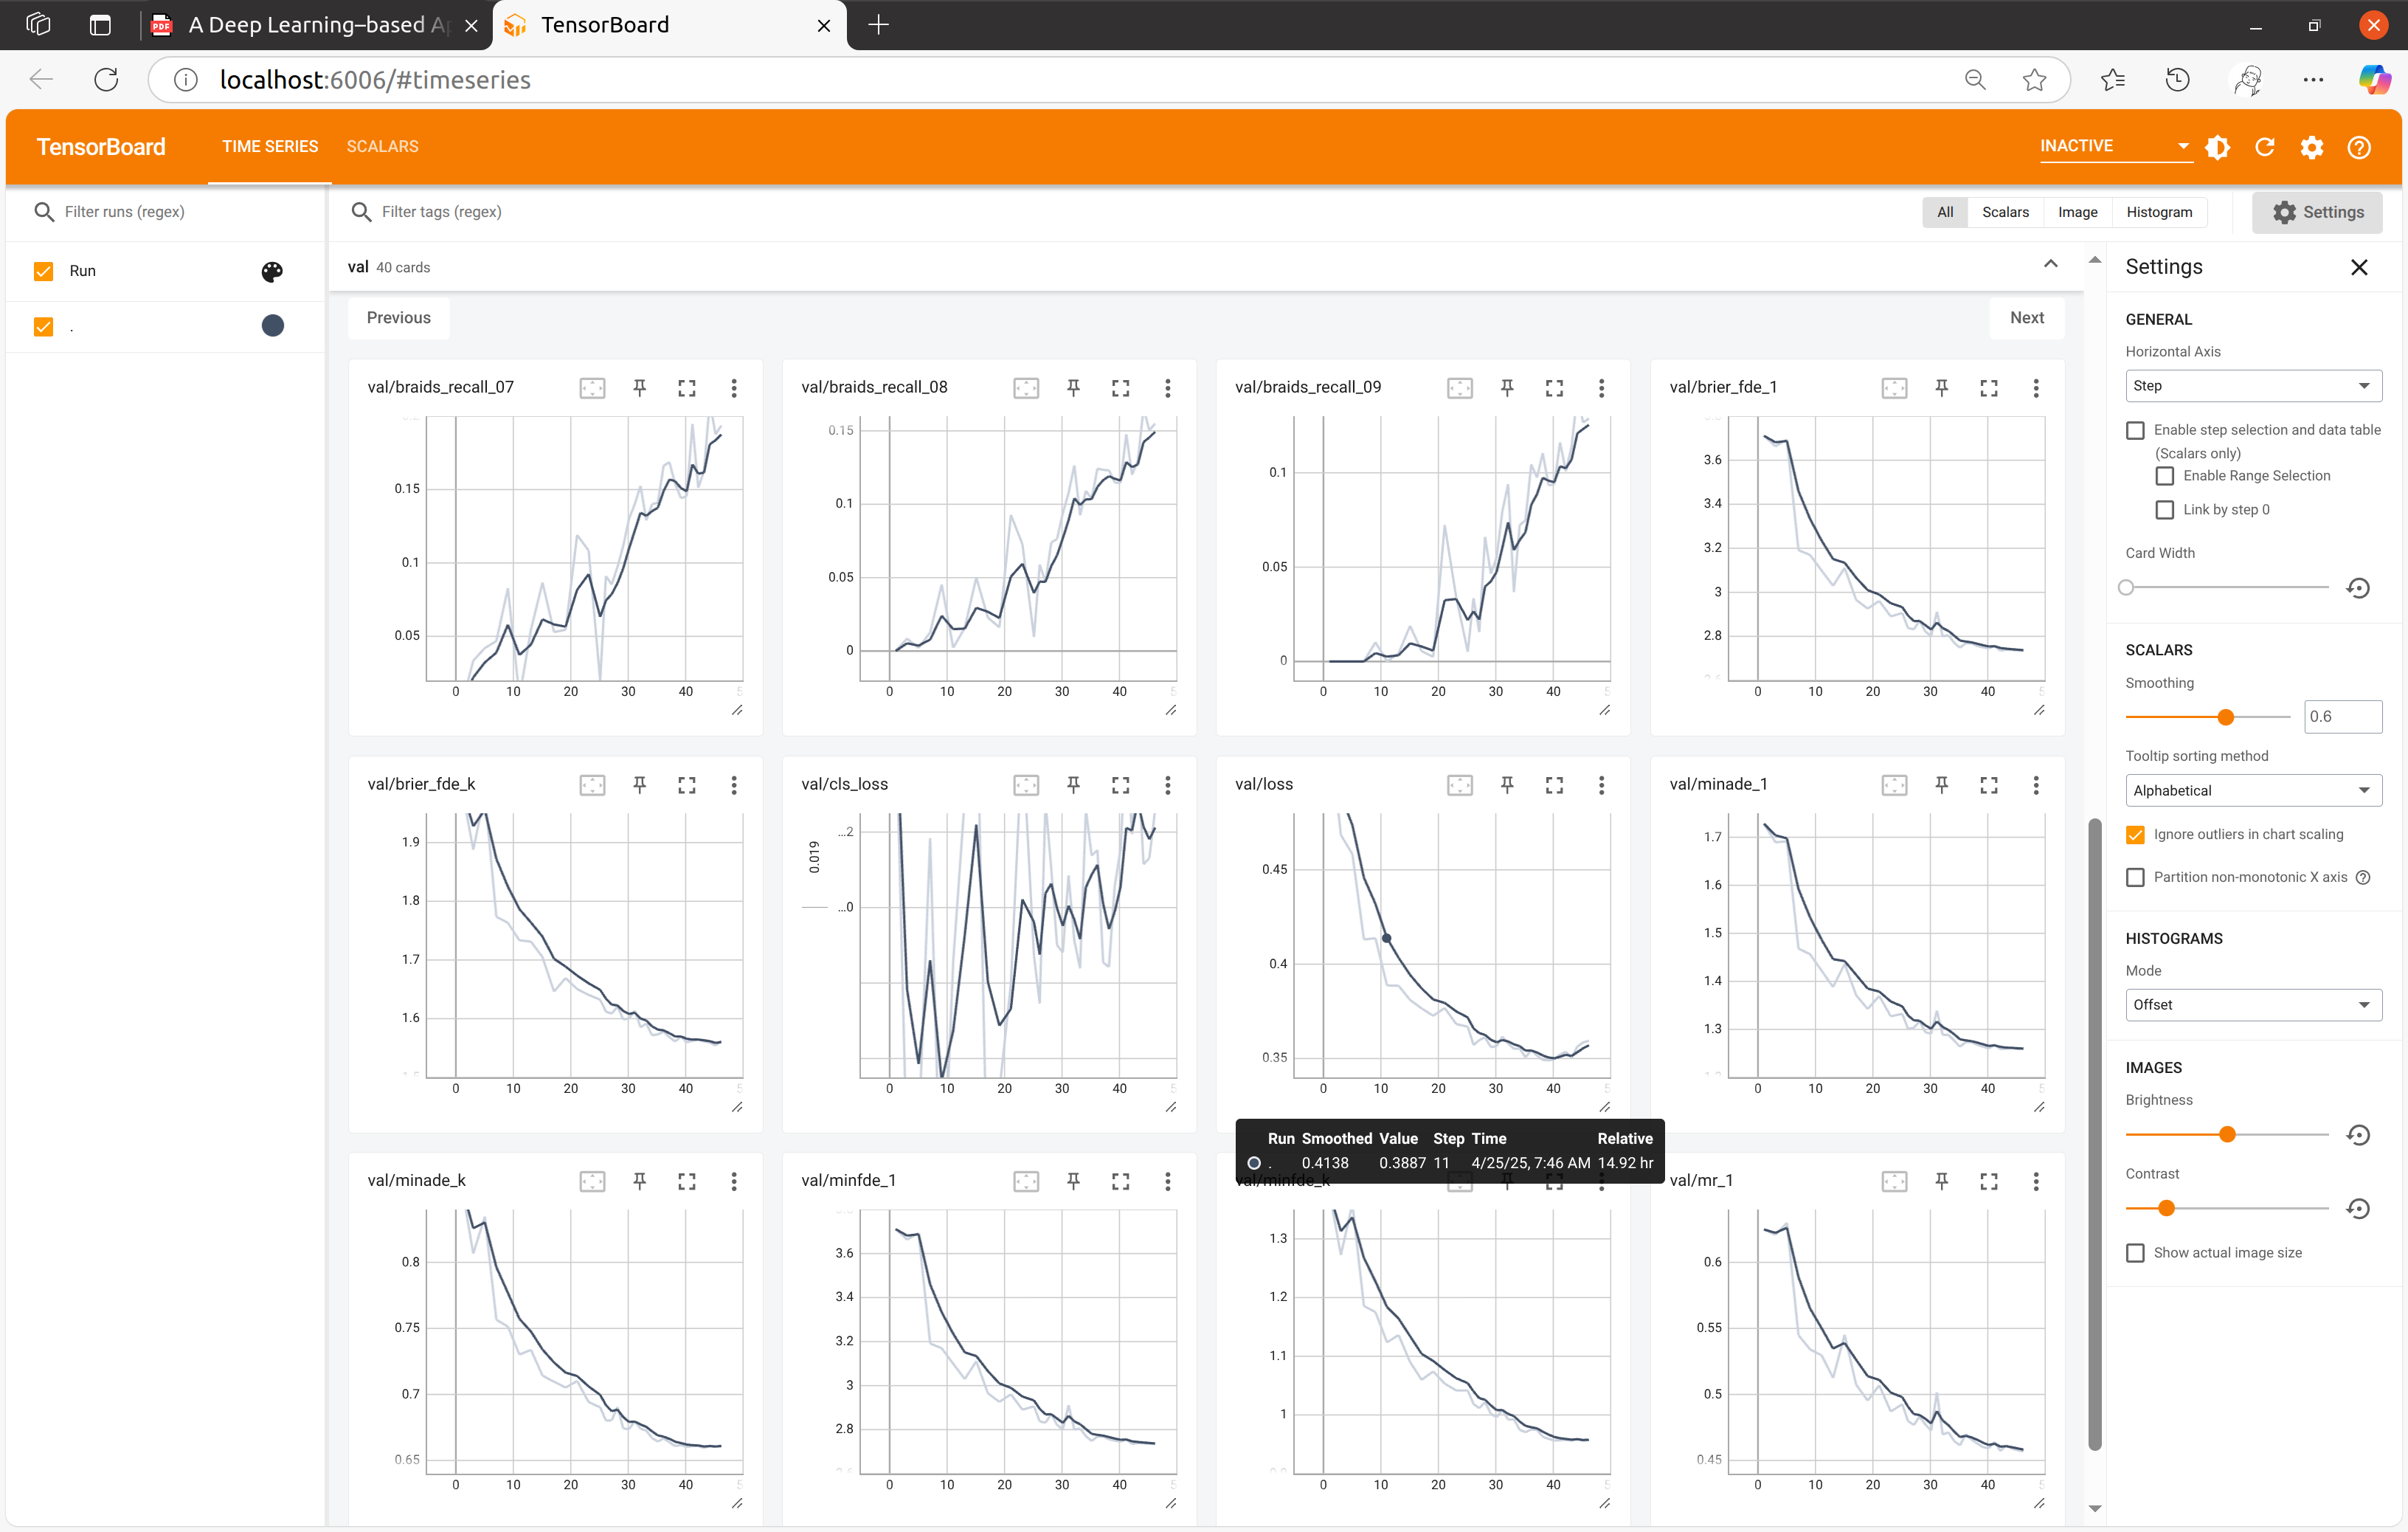 A Deep Learning–based Ap
TensorBoard
localhost:6006/#timeseries
TensorBoard
TIME SERIES
SCALARS
INACTIVE
Filter runs (regex)
Filter tags (regex)
All
Scalars
Image
Histogram
Settings
Run
.
val 40 cards
Previous
Next
val/braids_recall_07
0.15
0.1
0.05
0 10 20 30 40
val/braids_recall_08
0.15
0.1
0.05
0
0 10 20 30 40
val/braids_recall_09
0.1
0.05
0
0 10 20 30 40
val/brier_fde_1
3.6
3.4
3.2
3
2.8
0 10 20 30 40
val/brier_fde_k
1.9
1.8
1.7
1.6
0 10 20 30 40
val/cls_loss
0.019
...2
...0
0 10 20 30 40
val/loss
0.45
0.4
0.35
0 10 20 30 40
val/minade_1
1.7
1.6
1.5
1.4
1.3
0 10 20 30 40
Run Smoothed Value Step Time Relative
. 0.4138 0.3887 11 4/25/25, 7:46 AM 14.92 hr
val/minade_k
0.8
0.75
0.7
0.65
0 10 20 30 40
val/minfde_1
3.6
3.4
3.2
3
2.8
0 10 20 30 40
val/minfde_k
1.3
1.2
1.1
1
0 10 20 30 40
val/mr_1
0.6
0.55
0.5
0.45
0 10 20 30 40
Settings
GENERAL
Horizontal Axis
Step
Enable step selection and data table
(Scalars only)
Enable Range Selection
Link by step 0
Card Width
SCALARS
Smoothing
0.6
Tooltip sorting method
Alphabetical
Ignore outliers in chart scaling
Partition non-monotonic X axis
HISTOGRAMS
Mode
Offset
IMAGES
Brightness
Contrast
Show actual image size